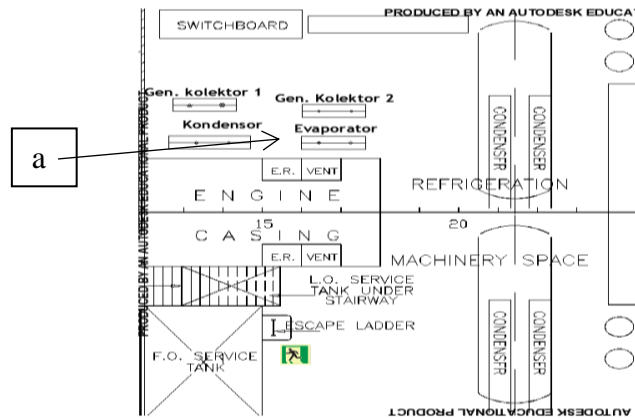 PRODUCED BY AN AUTODESK EDUCAT
SWITCHBOARD
Gen. kolektor 1
Gen. Kolektor 2
Kondensor
Evaporator
a
E.R. VENT
CONDENSER
CONDENSER
REFRIGERATION
ENGINE
15
20
CASING
E.R. VENT
MACHINERY SPACE
L.O. SERVICE
TANK UNDER
STAIRWAY
ESCAPE LADDER
F.O. SERVICE
TANK
CONDENSER
CONDENSER
PRODUCED BY AN AUTODESK EDUCATIONAL PRODUCT
AUTODESK EDUCATIONAL PRODUCT